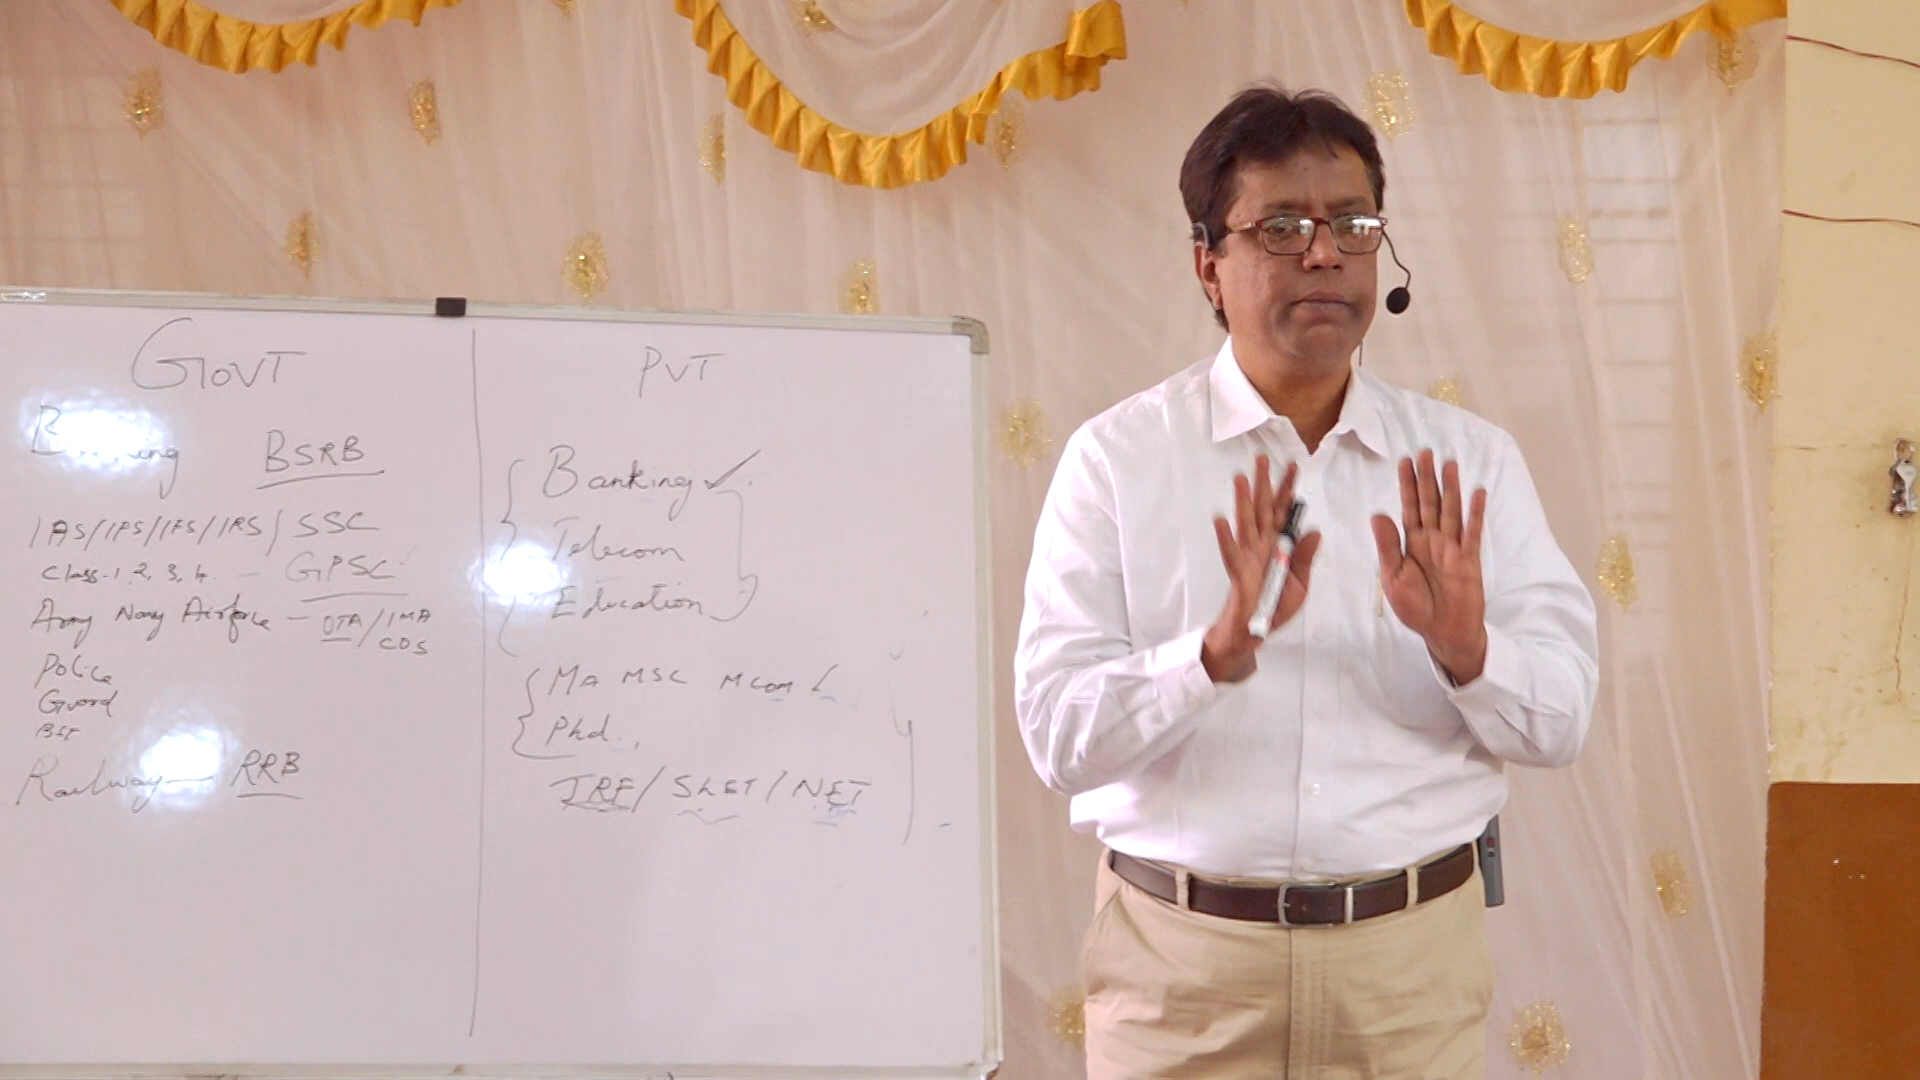 GOVT
BSRB
IAS/IPS/IFS/IRS/SSC
Class-1, 2, 3, 4. - GPSC
Army Navy Airforce - OTA/IMA
CDS
Police
Guard
BSF
Railway - RRB
PVT
Banking ✓
Telecom
Education
MA MSC MCOM
Phd.
JRF/SLET/NET